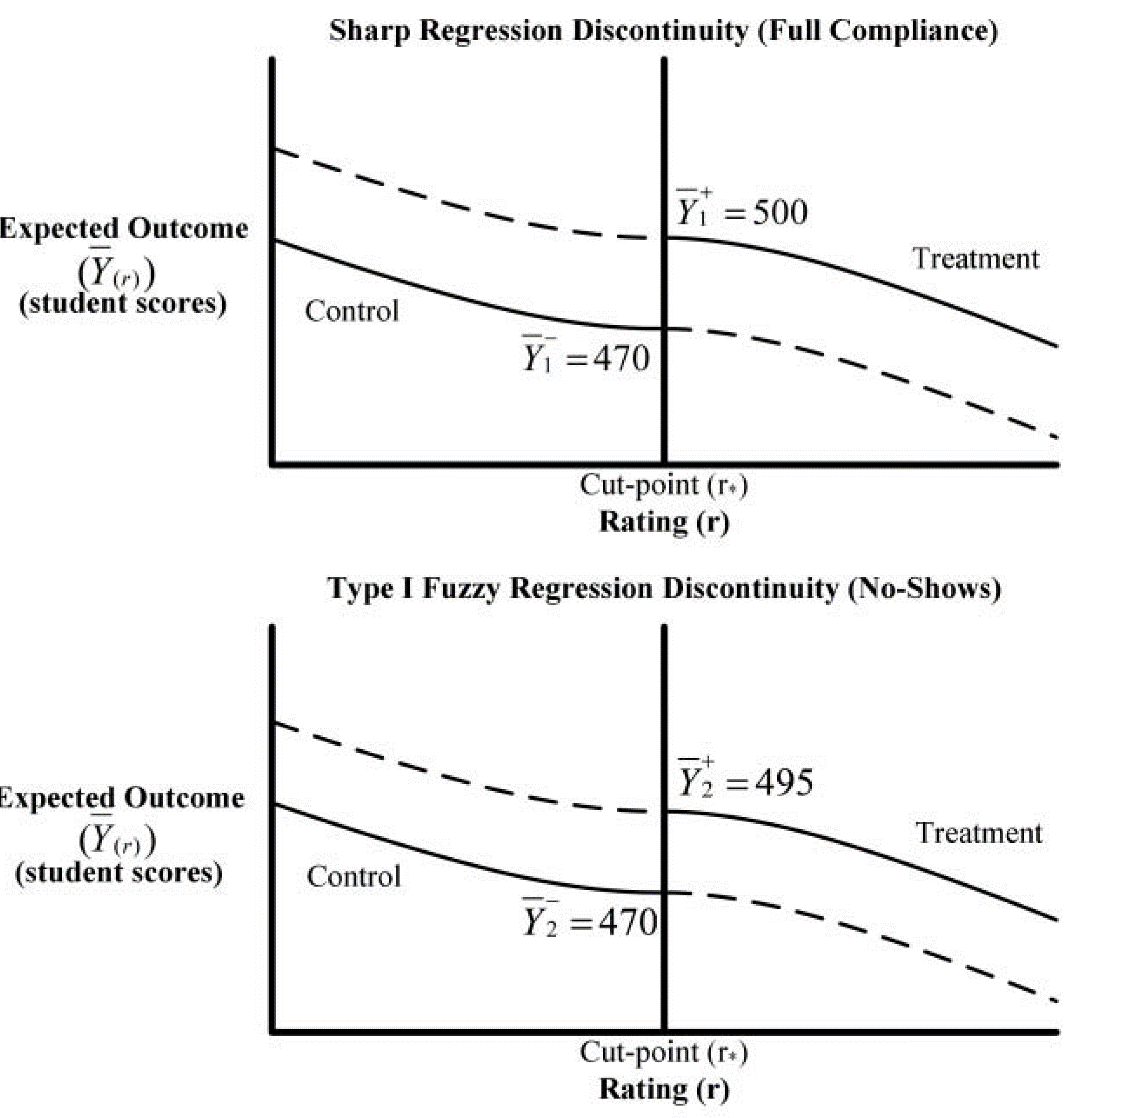 Sharp Regression Discontinuity (Full Compliance)
Y̅₁⁺ = 500
Expected Outcome
(Y̅₍r₎)
(student scores)
Treatment
Control
Y̅₁⁻ = 470
Cut-point (r*)
Rating (r)
Type I Fuzzy Regression Discontinuity (No-Shows)
Y̅₂⁺ = 495
Expected Outcome
(Y̅₍r₎)
(student scores)
Treatment
Control
Y̅₂⁻ = 470
Cut-point (r*)
Rating (r)